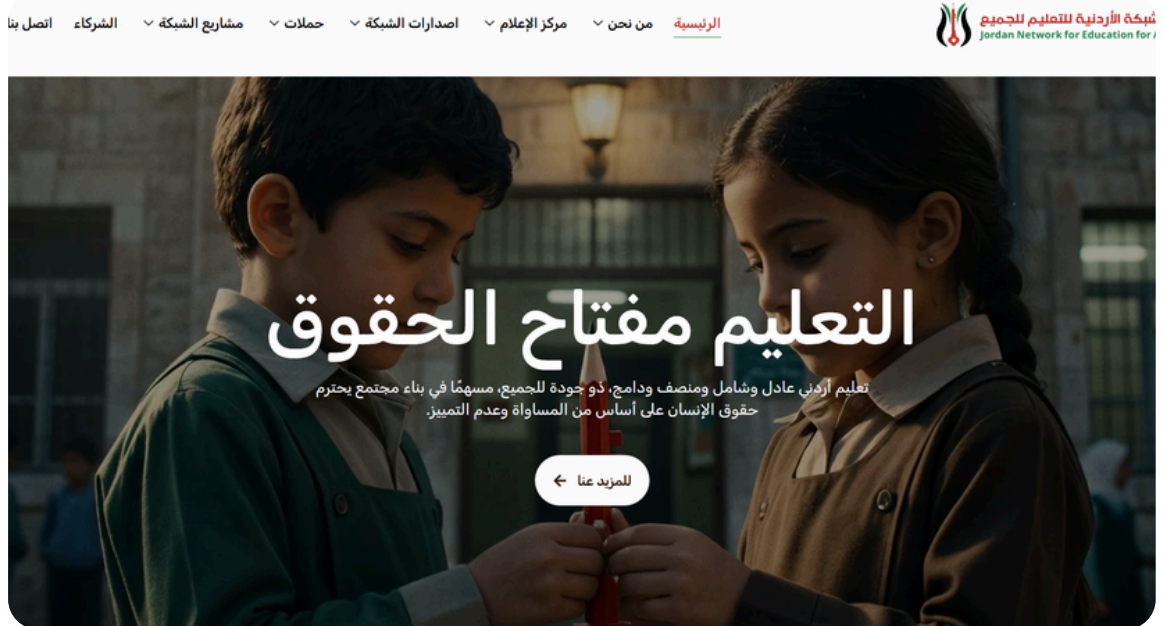 شبكة الأردنية للتعليم للجميع
Jordan Network for Education for
الرئيسية من نحن مركز الإعلام اصدارات الشبكة حملات مشاريع الشبكة الشركاء اتصل بنا
التعليم مفتاح الحقوق
تعليم أردني عادل وشامل ومنصف ودامج، ذو جودة للجميع، مسهمًا في بناء مجتمع يحترم
حقوق الإنسان على أساس من المساواة وعدم التمييز.
للمزيد عنا